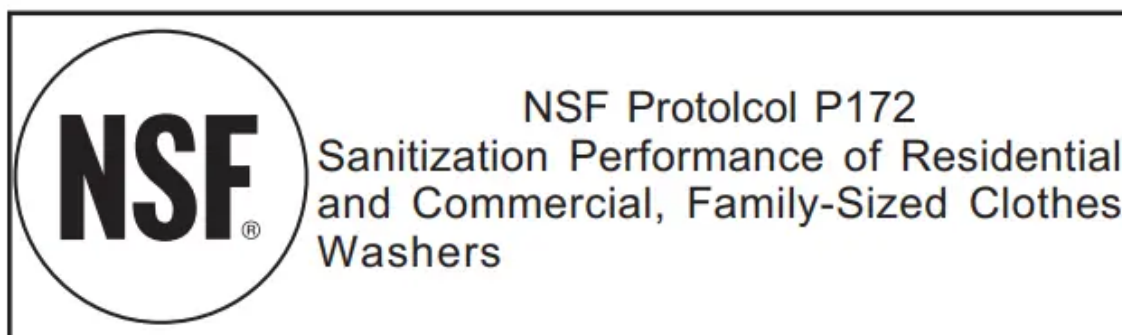 NSF®
NSF Protolcol P172
Sanitization Performance of Residential
and Commercial, Family-Sized Clothes
Washers